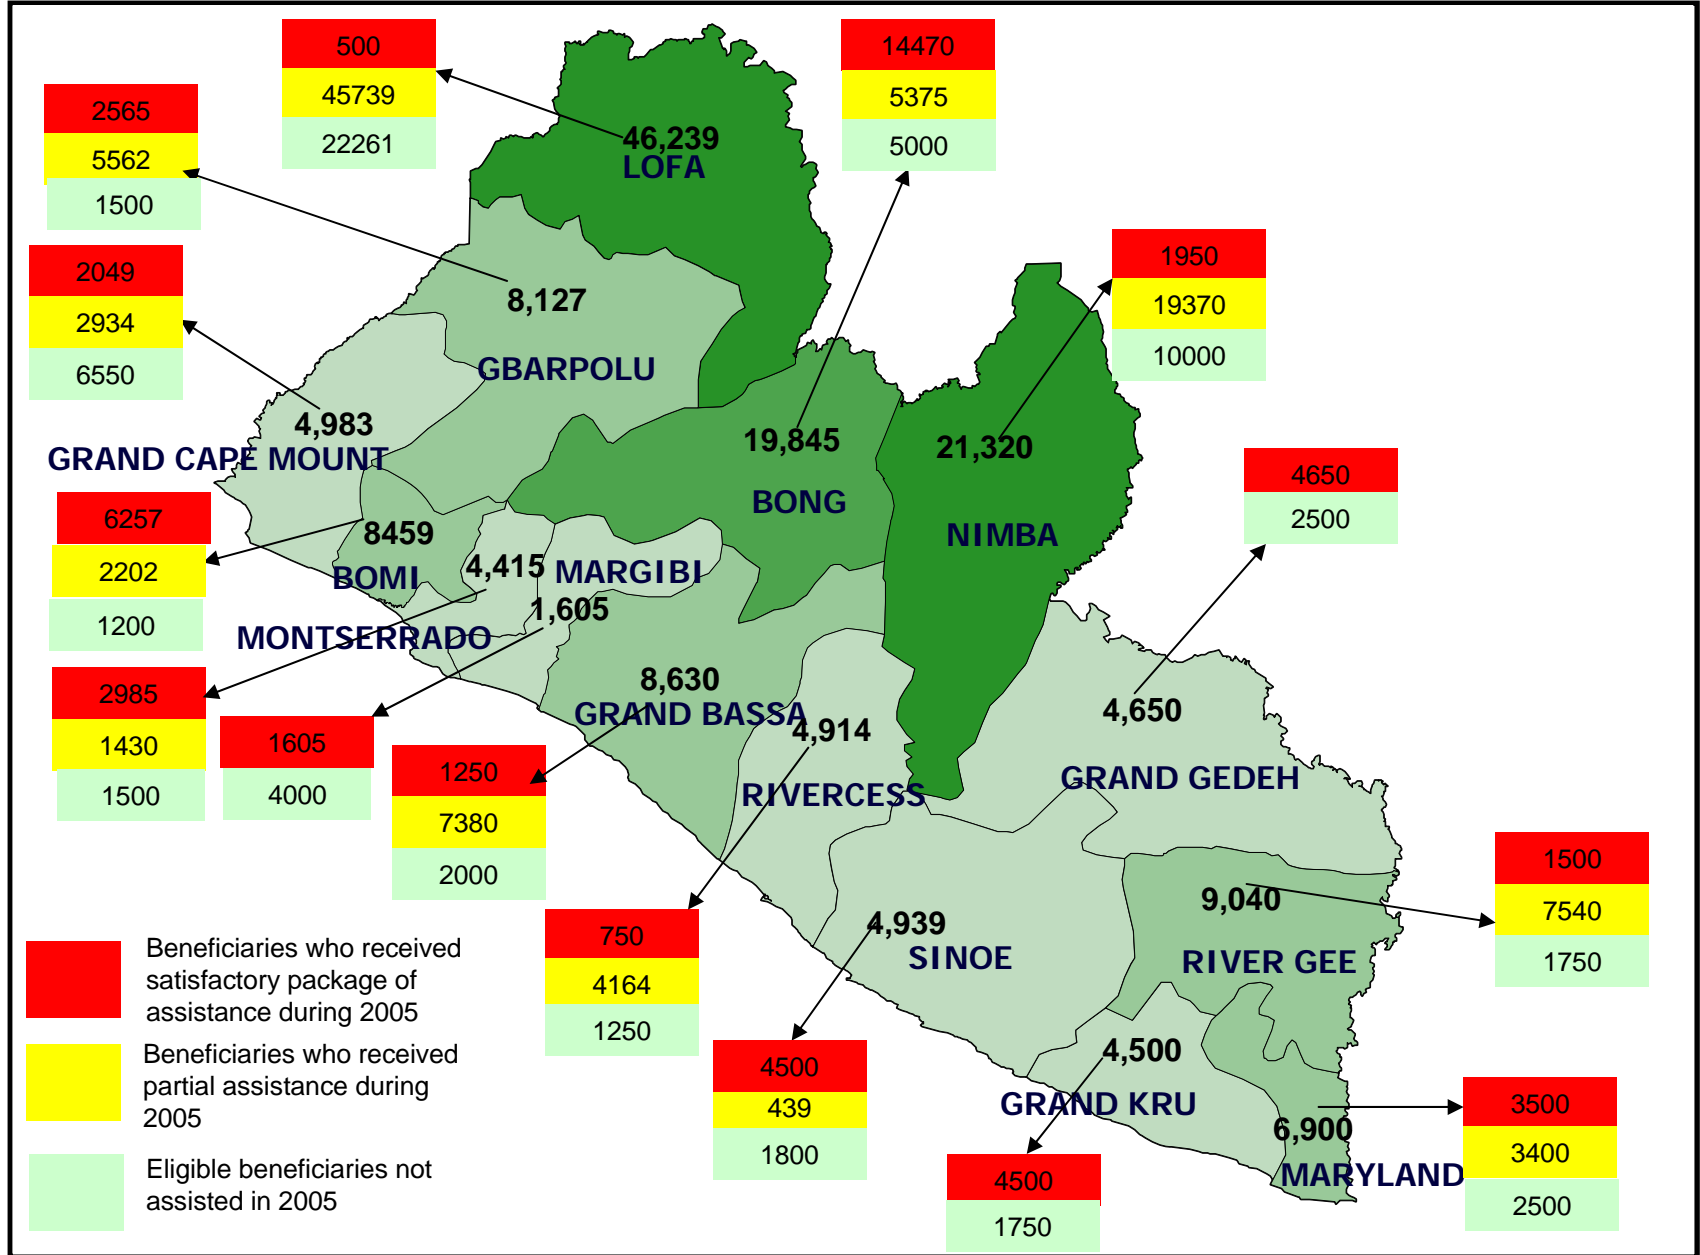 500
45739
22261
14470
5375
5000
2565
5562
1500
46,239
LOFA
2049
2934
6550
1950
19370
10000
8,127
GBARPOLU
4,983
GRAND CAPE MOUNT
19,845
BONG
21,320
NIMBA
4650
2500
6257
2202
1200
8459
BOMI
4,415
MARGIBI
1,605
MONTSERRADO
2985
1430
1500
1605
4000
8,630
GRAND BASSA
1250
7380
2000
4,914
RIVERCESS
4,650
GRAND GEDEH
1500
7540
1750
9,040
RIVER GEE
750
4164
1250
4,939
SINOE
4500
439
1800
4,500
GRAND KRU
4500
1750
6,900
MARYLAND
3500
3400
2500
Beneficiaries who received
satisfactory package of
assistance during 2005
Beneficiaries who received
partial assistance during
2005
Eligible beneficiaries not
assisted in 2005